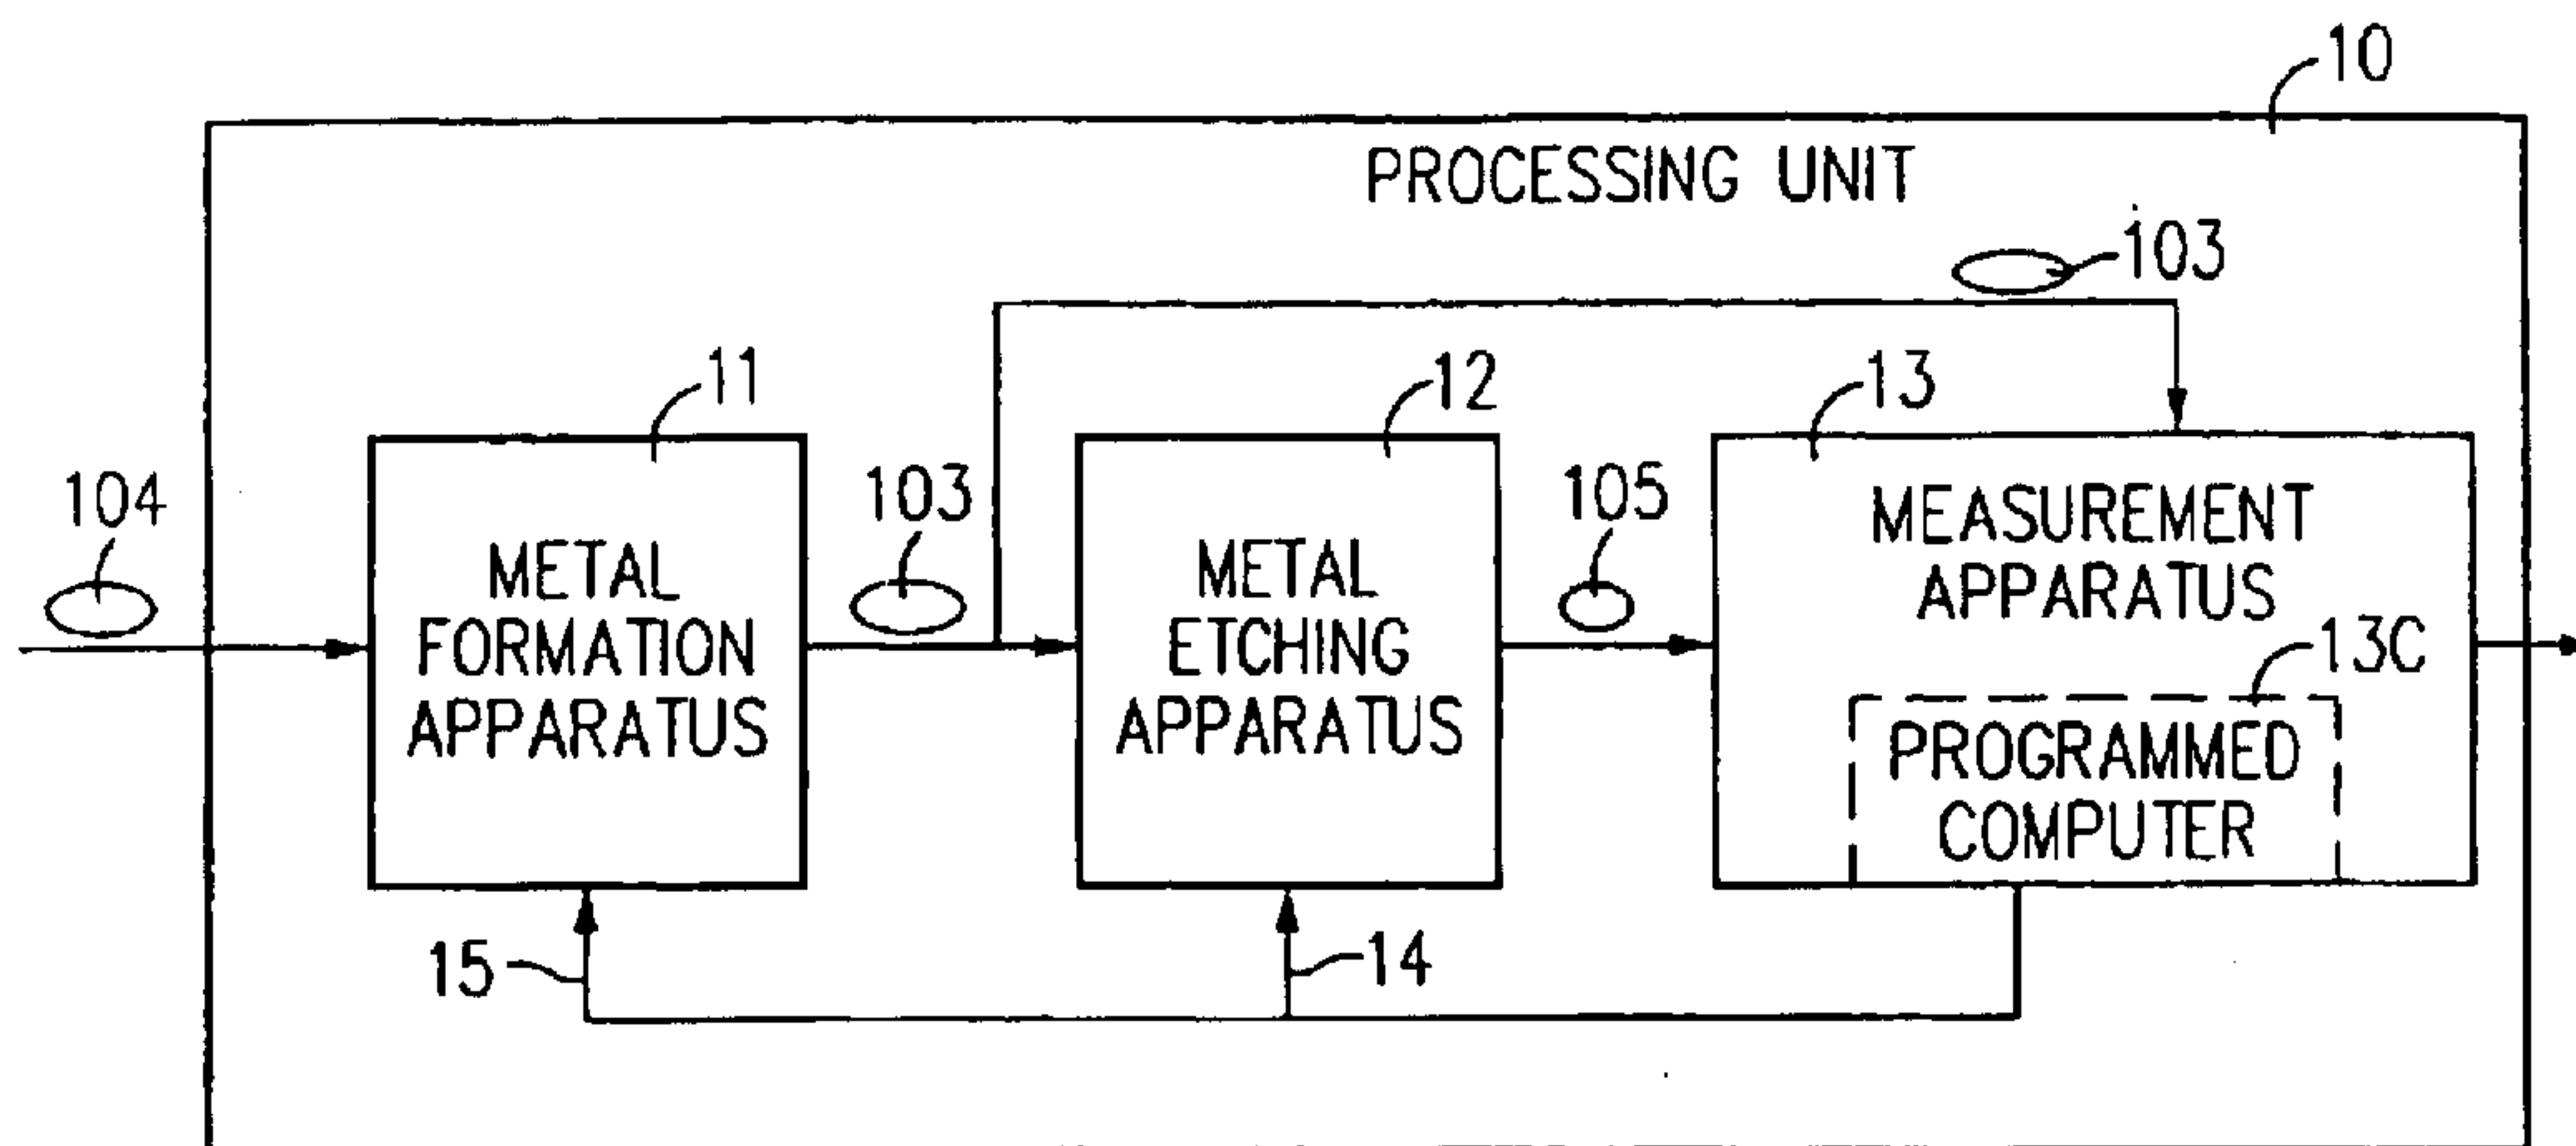 10
PROCESSING UNIT
103
11
12
13
104
103
105
METAL
FORMATION
APPARATUS
METAL
ETCHING
APPARATUS
MEASUREMENT
APPARATUS
13C
PROGRAMMED
COMPUTER
15
14